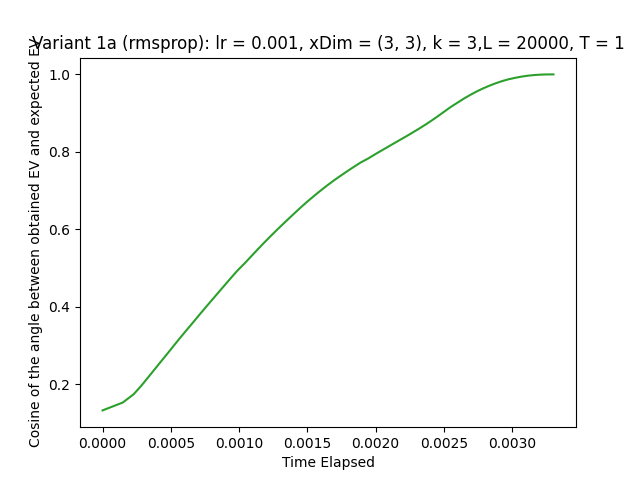 Variant 1a (rmsprop): lr = 0.001, xDim = (3, 3), k = 3,L = 20000, T = 1
Cosine of the angle between obtained EV and expected EV
1.0
0.8
0.6
0.4
0.2
0.0000 0.0005 0.0010 0.0015 0.0020 0.0025 0.0030
Time Elapsed